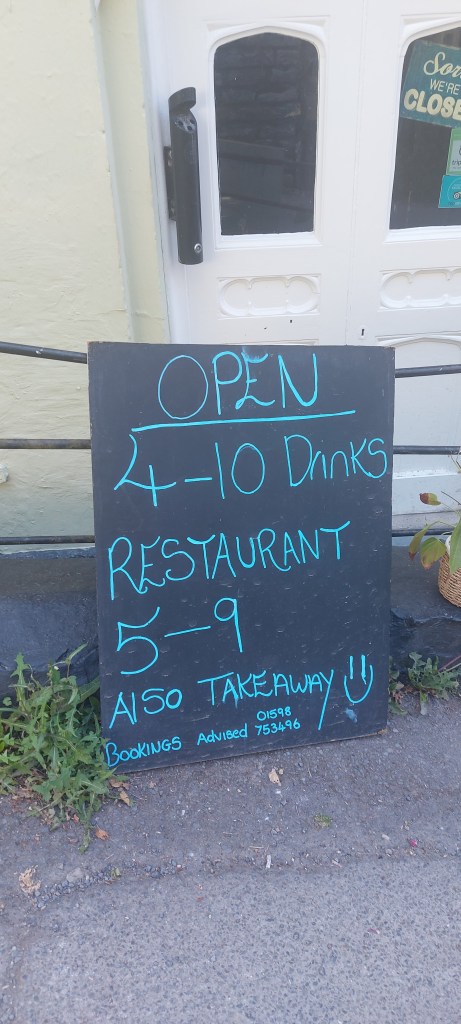 Sor
WE'RE
CLOSE
OPEN
4-10 Drinks
RESTAURANT
5-9
Also TAKEAWAY
01598
BOOKINGS Advised 753496